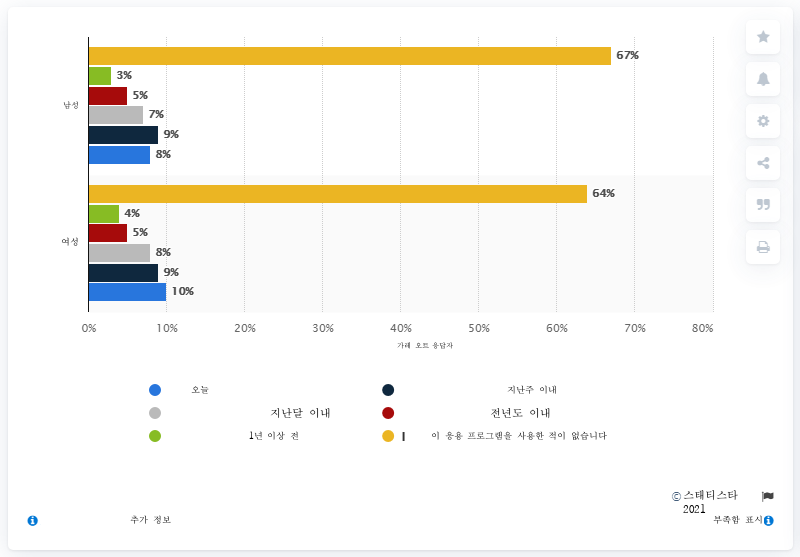 67%
3%
5%
남성
7%
9%
8%
64%
4%
5%
여성
8%
9%
10%
0% 10% 20% 30% 40% 50% 60% 70% 80%
오늘 지난주 이내
지난달 이내 전년도 이내
1년 이상 전 I 이 응용 프로그램을 사용한 적이 없습니다
© 스태티스타
2021
추가 정보 부족함 표시